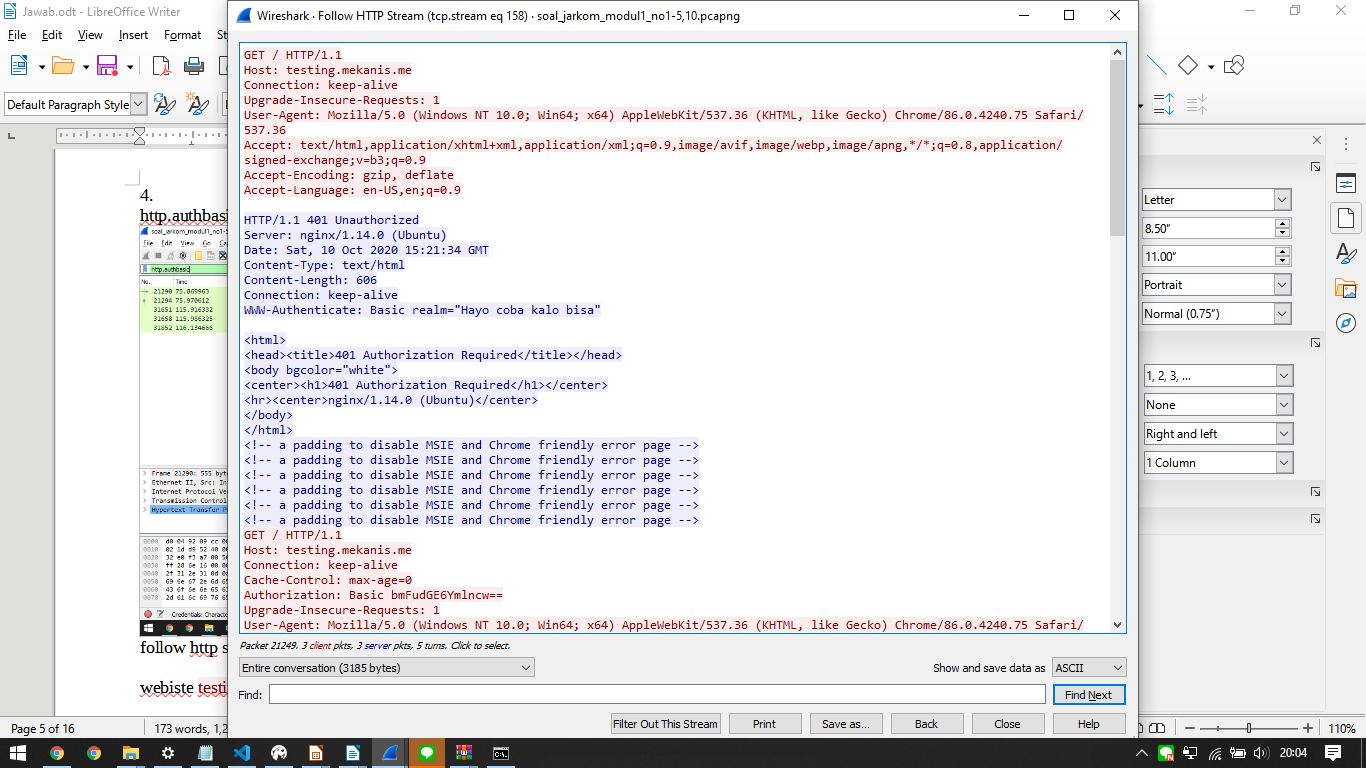 Jawab.odt - LibreOffice Writer
File Edit View Insert Format
Default Paragraph Style
4.
http.authbasi
soal_jarkom_modul1_no1-5
File Edit View Go
http.authbasic
No. Time
21290 75.869963
21294 75.970612
31651 115.916332
31658 115.986325
31852 116.134666
Frame 21290: 555 byt
Ethernet II, Src: In
Internet Protocol Ve
Transmission Control
Hypertext Transfer P
follow http s
webiste testi
Page 5 of 16 173 words, 1,2
Wireshark · Follow HTTP Stream (tcp.stream eq 158) · soal_jarkom_modul1_no1-5,10.pcapng
GET / HTTP/1.1
Host: testing.mekanis.me
Connection: keep-alive
Upgrade-Insecure-Requests: 1
User-Agent: Mozilla/5.0 (Windows NT 10.0; Win64; x64) AppleWebKit/537.36 (KHTML, like Gecko) Chrome/86.0.4240.75 Safari/
537.36
Accept: text/html,application/xhtml+xml,application/xml;q=0.9,image/avif,image/webp,image/apng,*/*;q=0.8,application/
signed-exchange;v=b3;q=0.9
Accept-Encoding: gzip, deflate
Accept-Language: en-US,en;q=0.9
HTTP/1.1 401 Unauthorized
Server: nginx/1.14.0 (Ubuntu)
Date: Sat, 10 Oct 2020 15:21:34 GMT
Content-Type: text/html
Content-Length: 606
Connection: keep-alive
WWW-Authenticate: Basic realm="Hayo coba kalo bisa"
<html>
<head><title>401 Authorization Required</title></head>
<body bgcolor="white">
<center><h1>401 Authorization Required</h1></center>
<hr><center>nginx/1.14.0 (Ubuntu)</center>
</body>
</html>
<!-- a padding to disable MSIE and Chrome friendly error page -->
<!-- a padding to disable MSIE and Chrome friendly error page -->
<!-- a padding to disable MSIE and Chrome friendly error page -->
<!-- a padding to disable MSIE and Chrome friendly error page -->
<!-- a padding to disable MSIE and Chrome friendly error page -->
<!-- a padding to disable MSIE and Chrome friendly error page -->
GET / HTTP/1.1
Host: testing.mekanis.me
Connection: keep-alive
Cache-Control: max-age=0
Authorization: Basic bmFudGE6Ymlncw==
Upgrade-Insecure-Requests: 1
User-Agent: Mozilla/5.0 (Windows NT 10.0; Win64; x64) AppleWebKit/537.36 (KHTML, like Gecko) Chrome/86.0.4240.75 Safari/
Packet 21249. 3 client pkts, 3 server pkts, 5 turns. Click to select.
Entire conversation (3185 bytes) Show and save data as ASCII
Find: Find Next
Filter Out This Stream Print Save as... Back Close Help
Letter
8.50"
11.00"
Portrait
Normal (0.75")
1, 2, 3, ...
None
Right and left
1 Column
110%
20:04